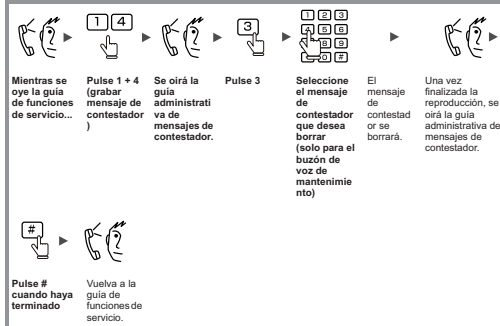 1 4
3
1 2 3
4 5 6
8 9
0 #
Mientras se
oye la guía
de funciones
de servicio...
Pulse 1 + 4
(grabar
mensaje de
contestador
)
Se oirá la
guía
administrati
va de
mensajes de
contestador.
Pulse 3
Seleccione
el mensaje
de
contestador
que desea
borrar
(solo para el
buzón de
voz de
mantenimie
nto)
El
mensaje
de
contestad
or se
borrará.
Una vez
finalizada la
reproducción, se
oirá la guía
administrativa de
mensajes de
contestador.
#
Pulse #
cuando haya
terminado
Vuelva a la
guía de
funciones de
servicio.